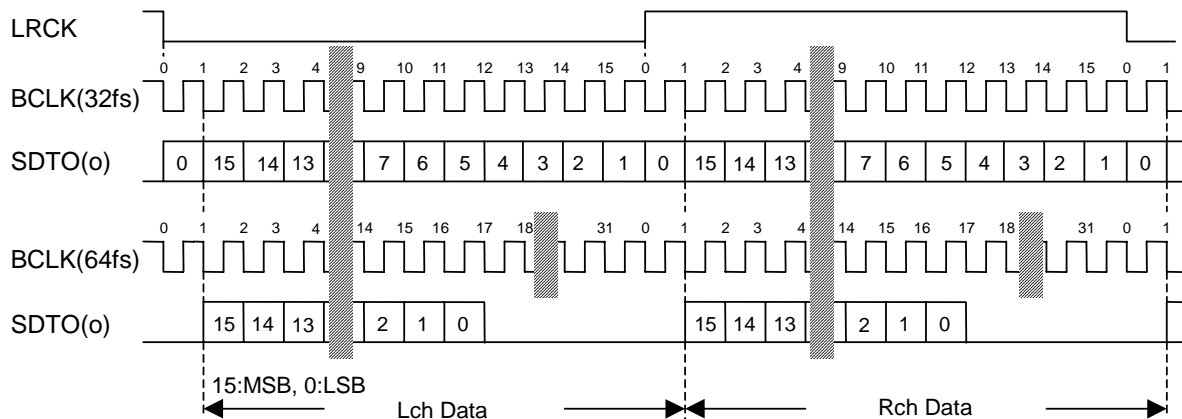 LRCK
0 1 2 3 4 9 10 11 12 13 14 15 0 1 2 3 4 9 10 11 12 13 14 15 0 1
BCLK(32fs)
SDTO(o) 0 15 14 13 7 6 5 4 3 2 1 0 15 14 13 7 6 5 4 3 2 1 0
0 1 2 3 4 14 15 16 17 18 31 0 1 2 3 4 14 15 16 17 18 31 0 1
BCLK(64fs)
SDTO(o) 15 14 13 2 1 0 15 14 13 2 1 0
15:MSB, 0:LSB
Lch Data Rch Data